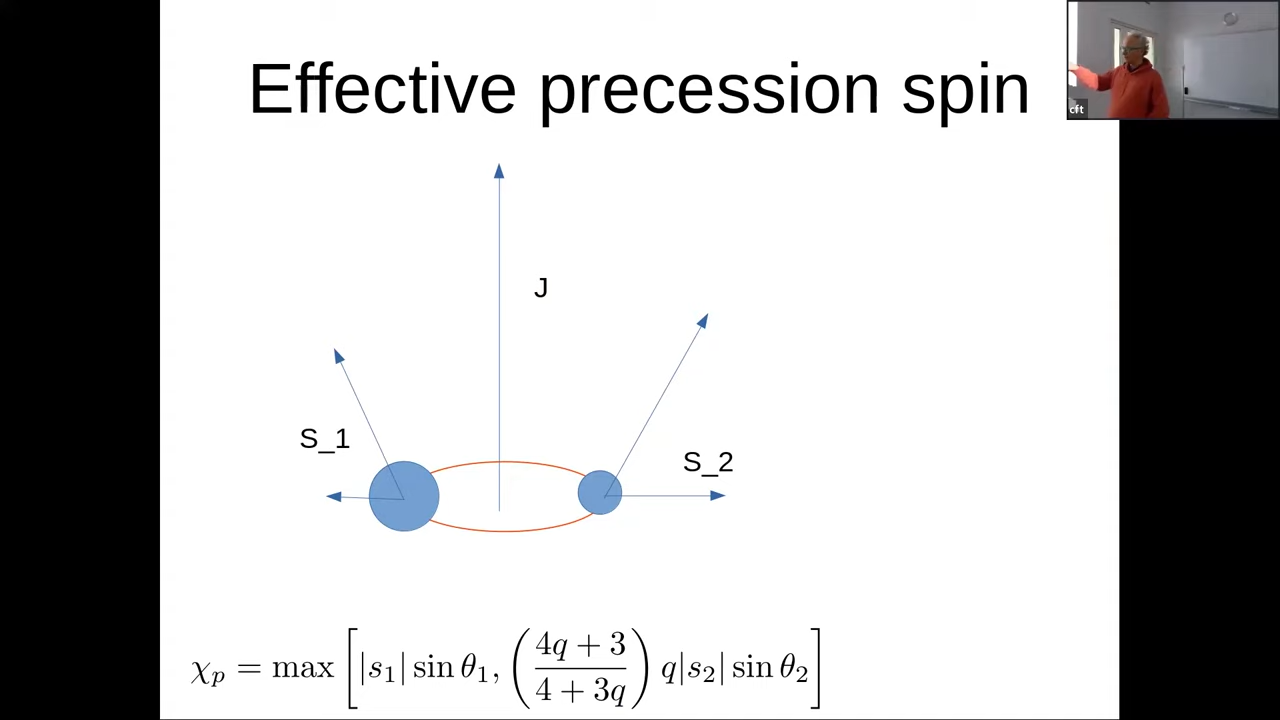 Effective precession spin
cft
J
S_1
S_2
χ_p = max [ |s_1| sin θ_1, ( (4q + 3) / (4 + 3q) ) q|s_2| sin θ_2 ]